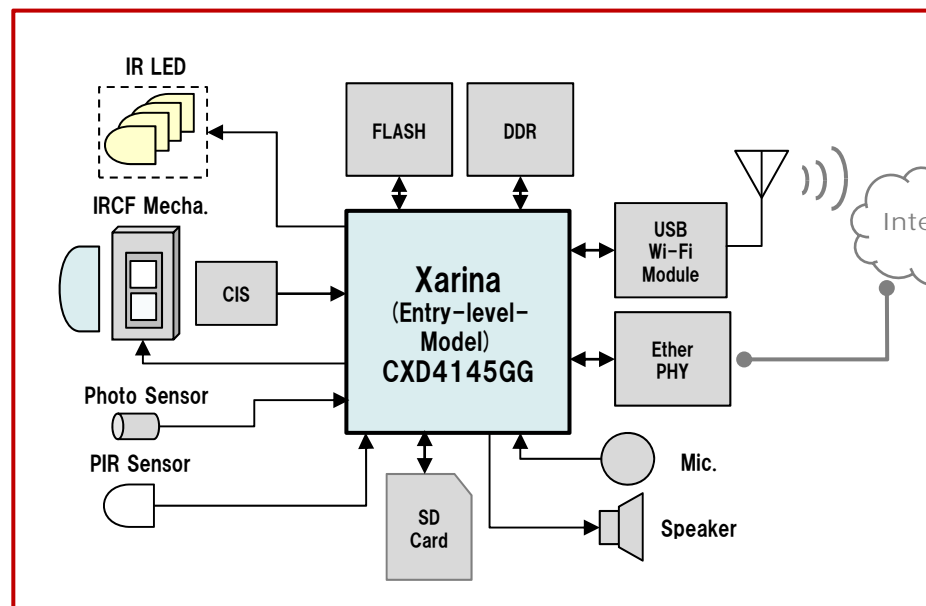 IR LED
FLASH
DDR
IRCF Mecha.
USB
Wi-Fi
Module
Inte
CIS
Xarina
(Entry-level-
Model)
CXD4145GG
Ether
PHY
Photo Sensor
PIR Sensor
Mic.
SD
Card
Speaker